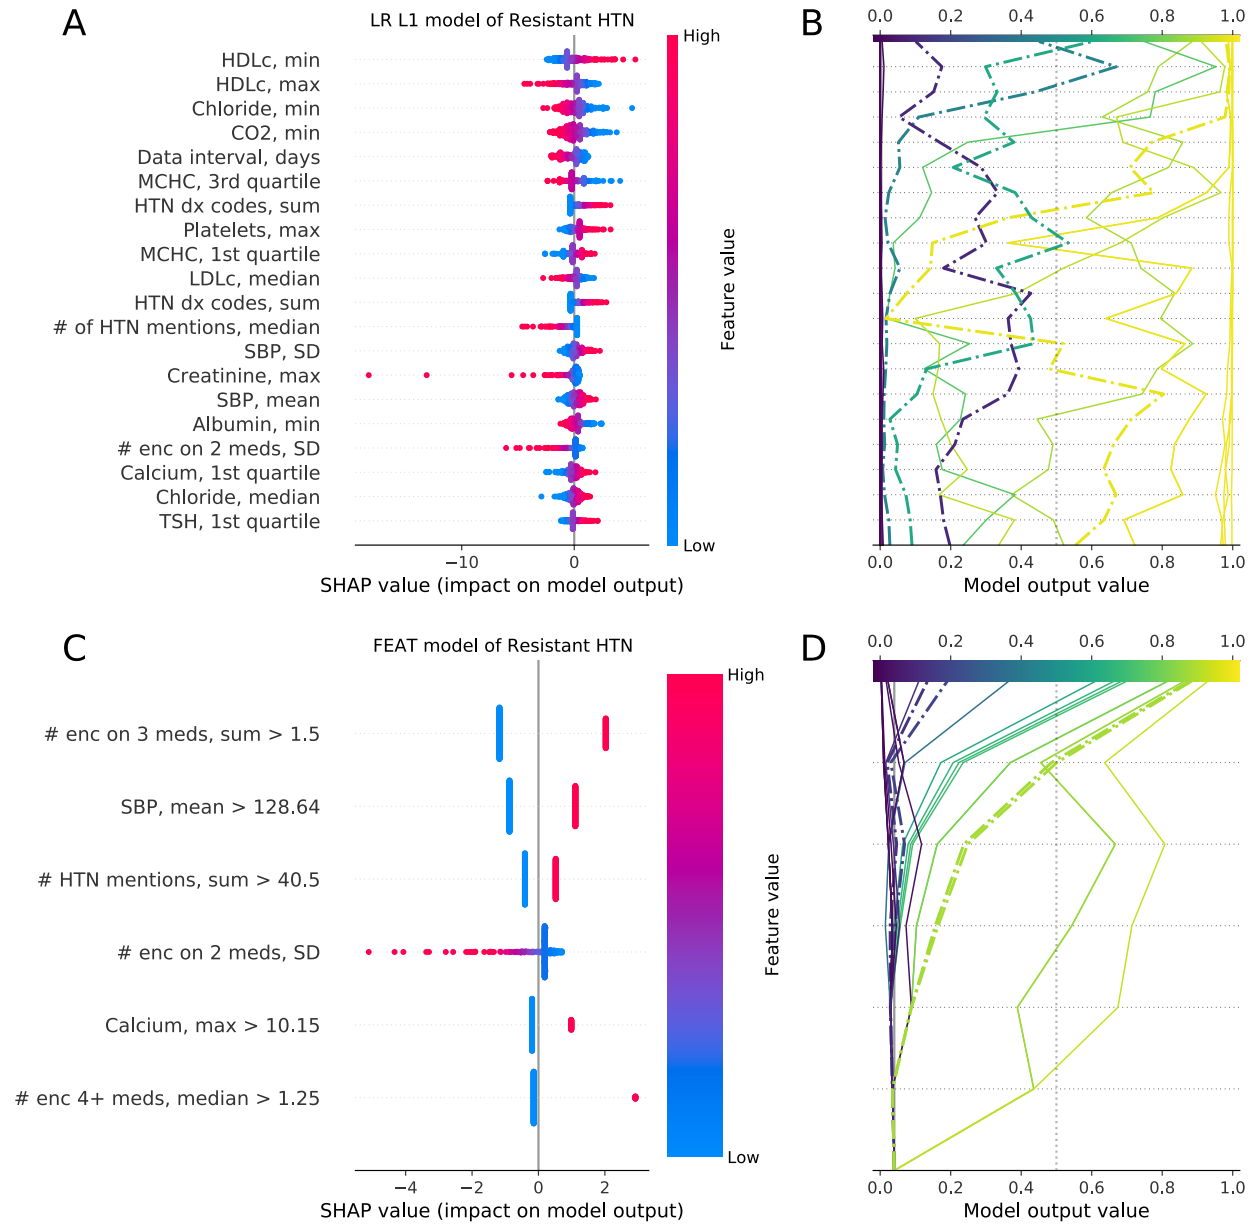 A
LR L1 model of Resistant HTN
HDLc, min
HDLc, max
Chloride, min
CO2, min
Data interval, days
MCHC, 3rd quartile
HTN dx codes, sum
Platelets, max
MCHC, 1st quartile
LDLc, median
HTN dx codes, sum
# of HTN mentions, median
SBP, SD
Creatinine, max
SBP, mean
Albumin, min
# enc on 2 meds, SD
Calcium, 1st quartile
Chloride, median
TSH, 1st quartile
−10 0
SHAP value (impact on model output)
High
Feature value
Low
B
0.0 0.2 0.4 0.6 0.8 1.0
0.0 0.2 0.4 0.6 0.8 1.0
Model output value
C
FEAT model of Resistant HTN
# enc on 3 meds, sum > 1.5
SBP, mean > 128.64
# HTN mentions, sum > 40.5
# enc on 2 meds, SD
Calcium, max > 10.15
# enc 4+ meds, median > 1.25
−4 −2 0 2
SHAP value (impact on model output)
High
Feature value
Low
D
0.0 0.2 0.4 0.6 0.8 1.0
0.0 0.2 0.4 0.6 0.8 1.0
Model output value